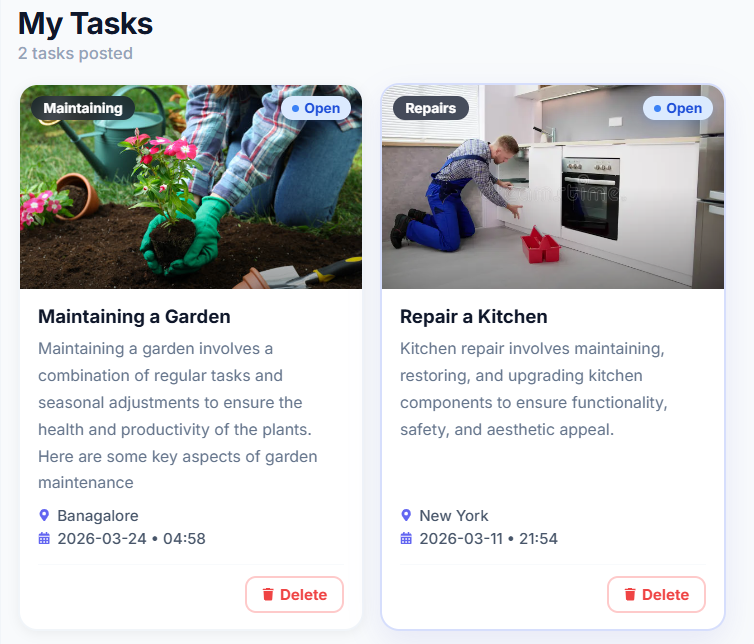 My Tasks
2 tasks posted
Maintaining
Open
Maintaining a Garden
Maintaining a garden involves a
combination of regular tasks and
seasonal adjustments to ensure the
health and productivity of the plants.
Here are some key aspects of garden
maintenance
Banagalore
2026-03-24 • 04:58
Delete
Repairs
Open
Repair a Kitchen
Kitchen repair involves maintaining,
restoring, and upgrading kitchen
components to ensure functionality,
safety, and aesthetic appeal.
New York
2026-03-11 • 21:54
Delete